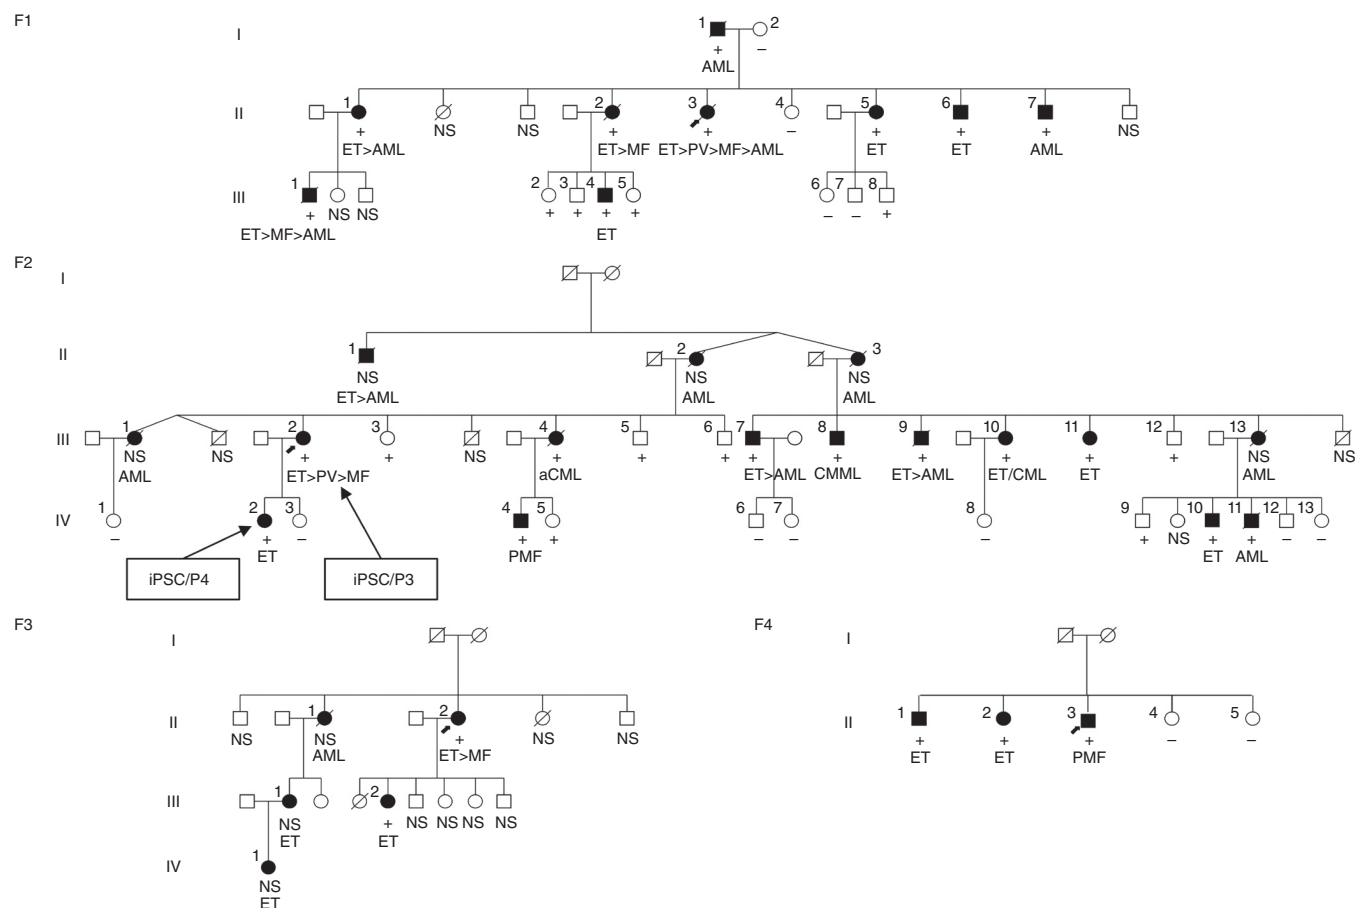 F1
I
1 2
+ –
AML
II
1 2 3 4 5 6 7
+ NS NS + + – + + + NS
ET>AML ET>MF ET>PV>MF>AML ET ET AML
III
1 2 3 4 5 6 7 8
+ NS NS + + + + – – +
ET>MF>AML ET
F2
I
II
1 2 3
NS NS NS
ET>AML AML AML
III
1 2 3 4 5 6 7 8 9 10 11 12 13
NS NS + + NS + + + + + + + + + NS NS
AML ET>PV>MF aCML ET>AML CMML ET>AML ET/CML ET AML
IV
1 2 3 4 5 6 7 8 9 10 11 12 13
– + – + + – – – + NS + + – –
ET PMF ET AML
iPSC/P4 iPSC/P3
F3
I
II
1 2
NS NS + NS NS
AML ET>MF
III
1 2
NS + NS NS NS NS
ET ET
IV
1
NS
ET
F4
I
II
1 2 3 4 5
+ + + – –
ET ET PMF